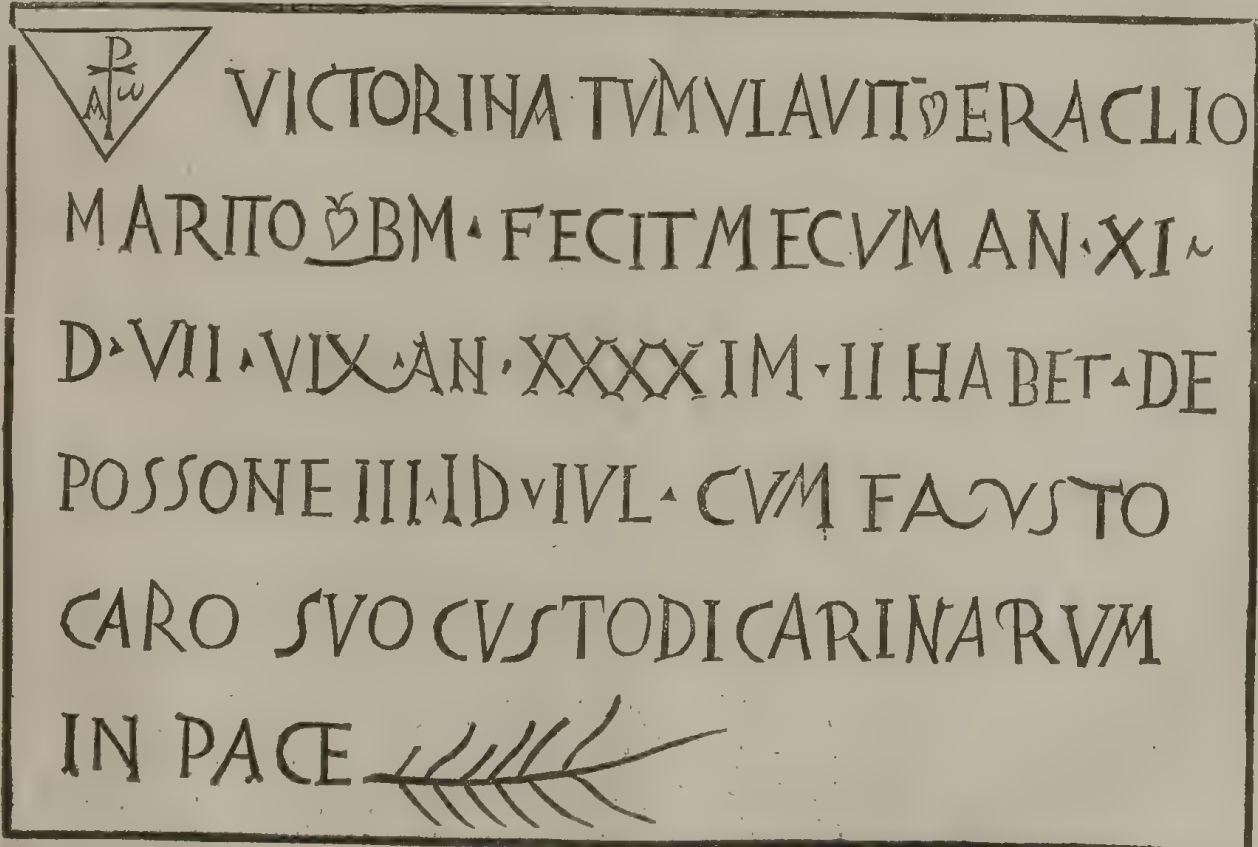 P A ω VICTORINA TVMVLAVIT ERACLIO
MARITO BM · FECIT MECVM AN · XI
D · VII · VIX · AN · XXXXI M · II HABET · DE
POSSONE III · ID · IVL · CVM FAVSTO
CARO SVO CVSTODI CARINARVM
IN PACE